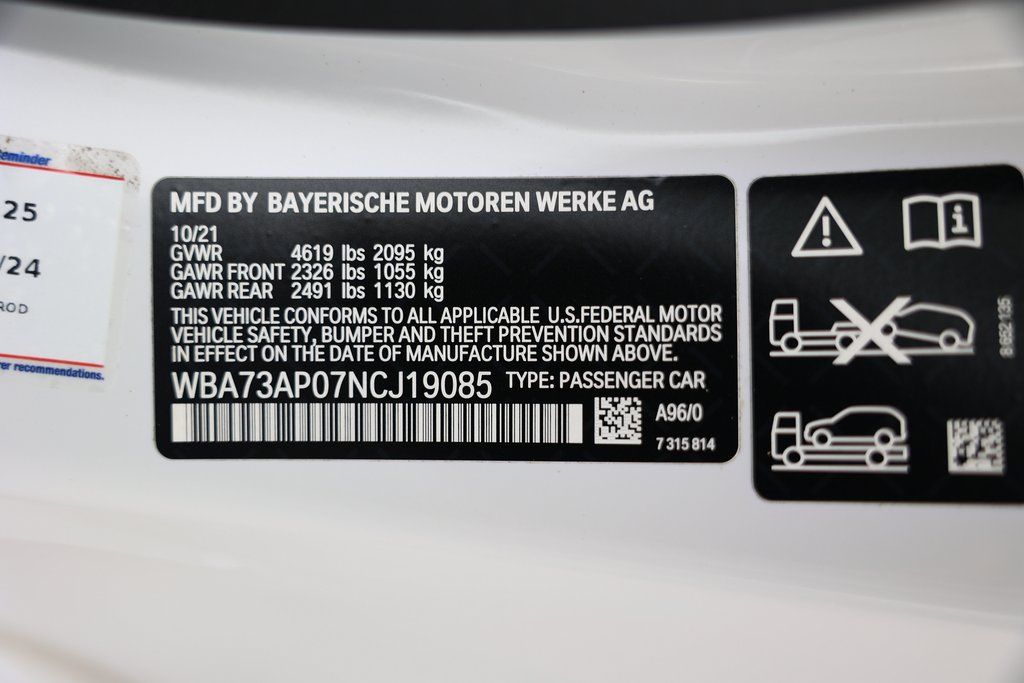 eminder
25
/24
ROD
er recommendations.
MFD BY BAYERISCHE MOTOREN WERKE AG
10/21
GVWR 4619 lbs 2095 kg
GAWR FRONT 2326 lbs 1055 kg
GAWR REAR 2491 lbs 1130 kg
THIS VEHICLE CONFORMS TO ALL APPLICABLE U.S.FEDERAL MOTOR
VEHICLE SAFETY, BUMPER AND THEFT PREVENTION STANDARDS
IN EFFECT ON THE DATE OF MANUFACTURE SHOWN ABOVE.
WBA73AP07NCJ19085 TYPE: PASSENGER CAR
A96/0
7 315 814
8 662 135